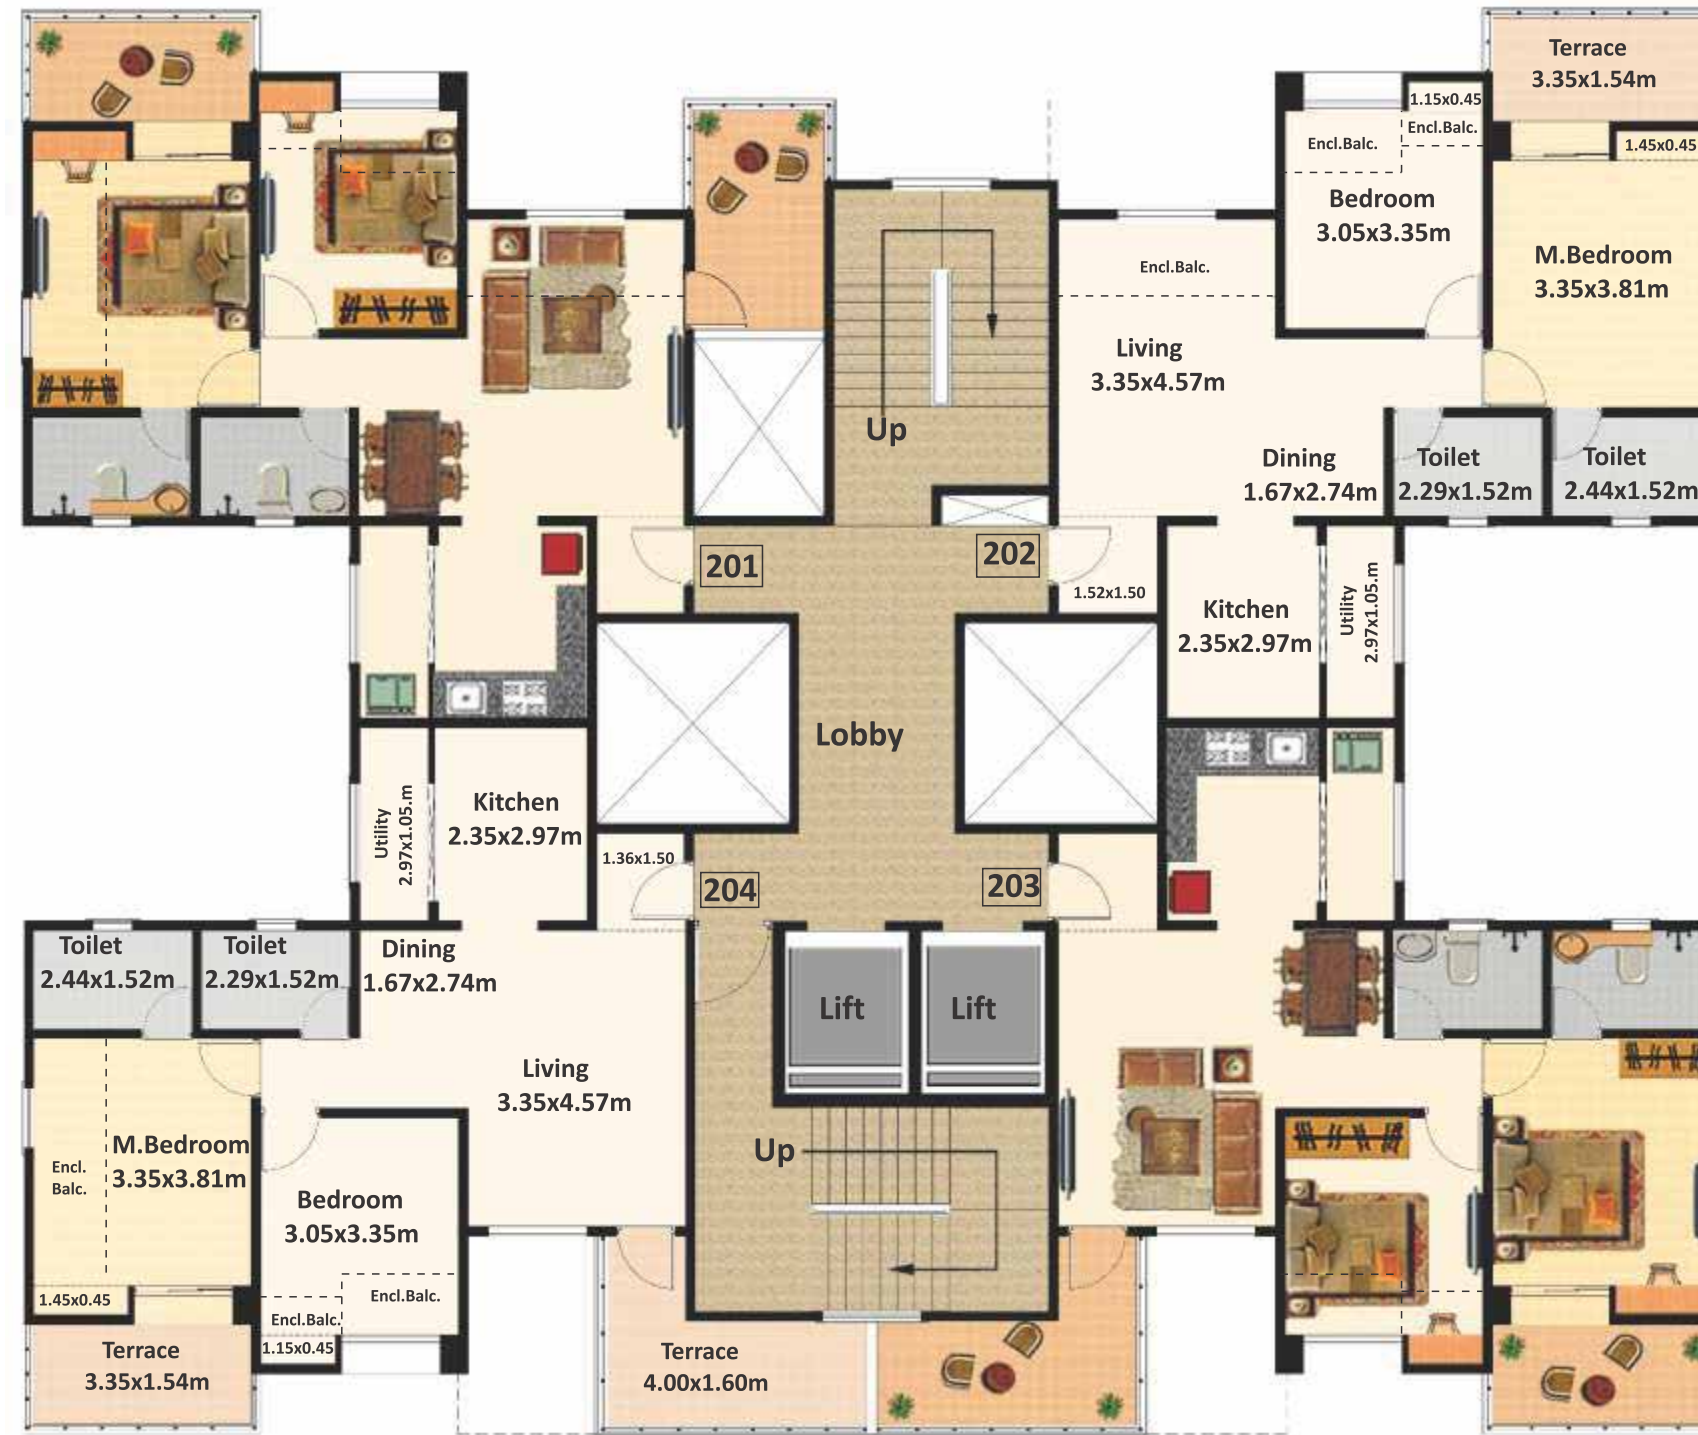 Terrace
3.35x1.54m
1.15x0.45
Encl.Balc.
Encl.Balc.
1.45x0.45
Bedroom
3.05x3.35m
M.Bedroom
3.35x3.81m
Encl.Balc.
Living
3.35x4.57m
Up
Dining
1.67x2.74m
Toilet
2.29x1.52m
Toilet
2.44x1.52m
201
202
1.52x1.50
Kitchen
2.35x2.97m
Utility
2.97x1.05.m
Lobby
Kitchen
2.35x2.97m
Utility
2.97x1.05.m
1.36x1.50
204
203
Toilet
2.44x1.52m
Toilet
2.29x1.52m
Dining
1.67x2.74m
Lift
Lift
Living
3.35x4.57m
Up
M.Bedroom
3.35x3.81m
Encl.
Balc.
Bedroom
3.05x3.35m
1.45x0.45
Encl.Balc.
Encl.Balc.
1.15x0.45
Terrace
3.35x1.54m
Terrace
4.00x1.60m